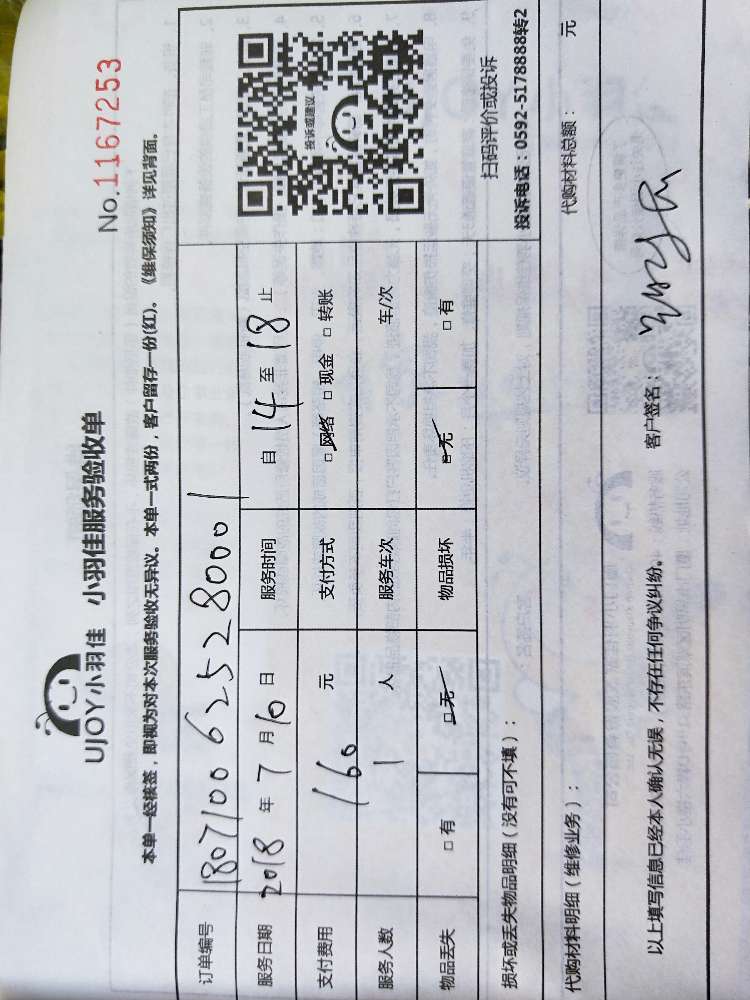 UJOY小羽佳 小羽佳服务验收单
No.1167253
本单一经核签，即视为对本次服务验收无异议。本单一式两份，客户留存一份(红)。《维保须知》详见背面。
订单编号 18071006252800001
服务日期 2018 年 7 月 10 日 服务时间 自 14 至 18 止
支付费用 160 元 支付方式 □网络 □现金 □转账
服务人数 1 人 服务车次 车/次
物品丢失 □有 □无 物品损坏 □有 □无
投诉或建议
扫码评价或投诉
投诉电话：0592-5178888转2
损坏或丢失物品明细（没有可不填）：
代购材料明细（维修业务）： 代购材料总额： 元
以上填写信息已经本人确认无误，不存在任何争议纠纷。 客户签名：